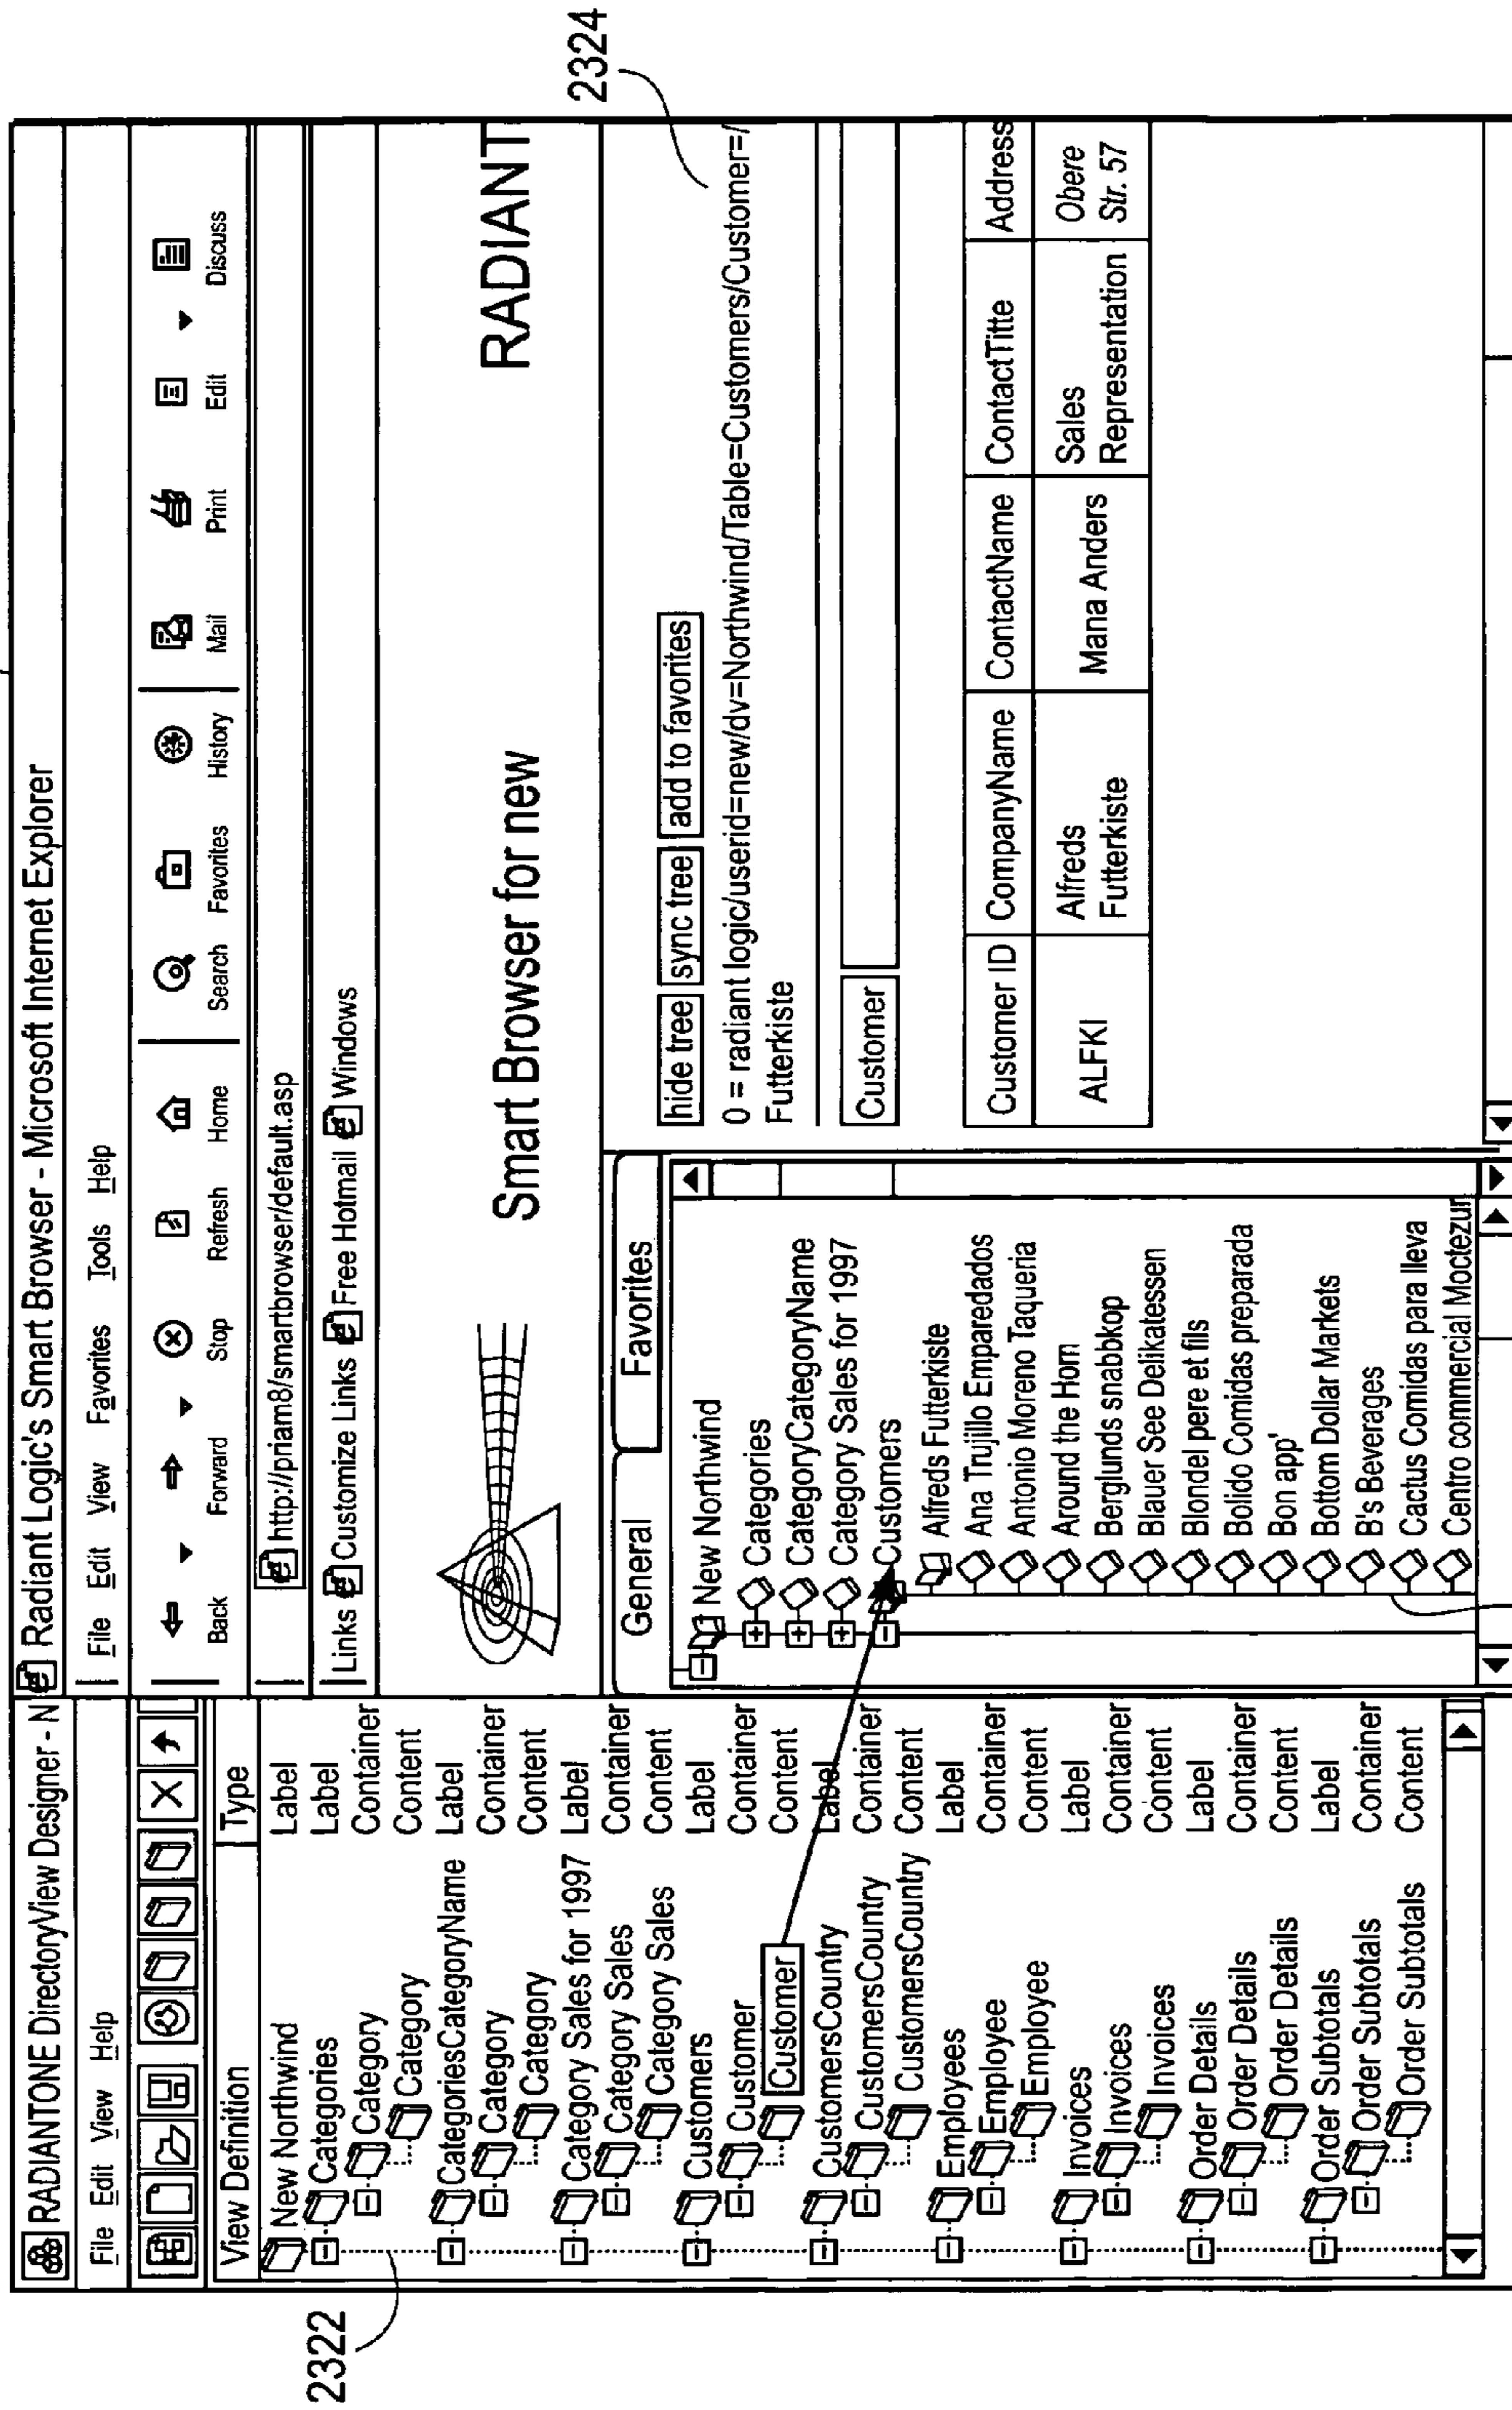 RADIANTONE DirectoryView Designer - N
File Edit View Help
View Definition Type
New Northwind Label
Categories Label
Category Container
Category Content
CategoriesCategoryName Label
Category Container
Category Content
Category Sales for 1997 Label
Category Sales Container
Category Sales Content
Customers Label
Customer Container
Customer Content
CustomersCountry Label
CustomersCountry Container
CustomersCountry Content
Employees Label
Employee Container
Employee Content
Invoices Label
Invoices Container
Invoices Content
Order Details Label
Order Details Container
Order Details Content
Order Subtotals Label
Order Subtotals Container
Order Subtotals Content
2322
Radiant Logic's Smart Browser - Microsoft Internet Explorer
File Edit View Favorites Tools Help
Back Forward Stop Refresh Home Search Favorites History Mail Print Edit Discuss
http://priam8/smartbrowser/default.asp
Links Customize Links Free Hotmail Windows
Smart Browser for new RADIANT
General Favorites
New Northwind
Categories
CategoryCategoryName
Category Sales for 1997
Customers
Alfreds Futterkiste
Ana Trujillo Emparedados
Antonio Moreno Taqueria
Around the Horn
Berglunds snabbkop
Blauer See Delikatessen
Blondel pere et fils
Bolido Comidas preparada
Bon app'
Bottom Dollar Markets
B's Beverages
Cactus Comidas para lleva
Centro commercial Moctezum
2324
hide tree sync tree add to favorites
0 = radiant logic/userid=new/dv=Northwind/Table=Customers/Customer=/
Futterkiste
Customer
Customer ID CompanyName ContactName ContactTitte Address
ALFKI Alfreds Mana Anders Sales Obere
Futterkiste Representation Str. 57